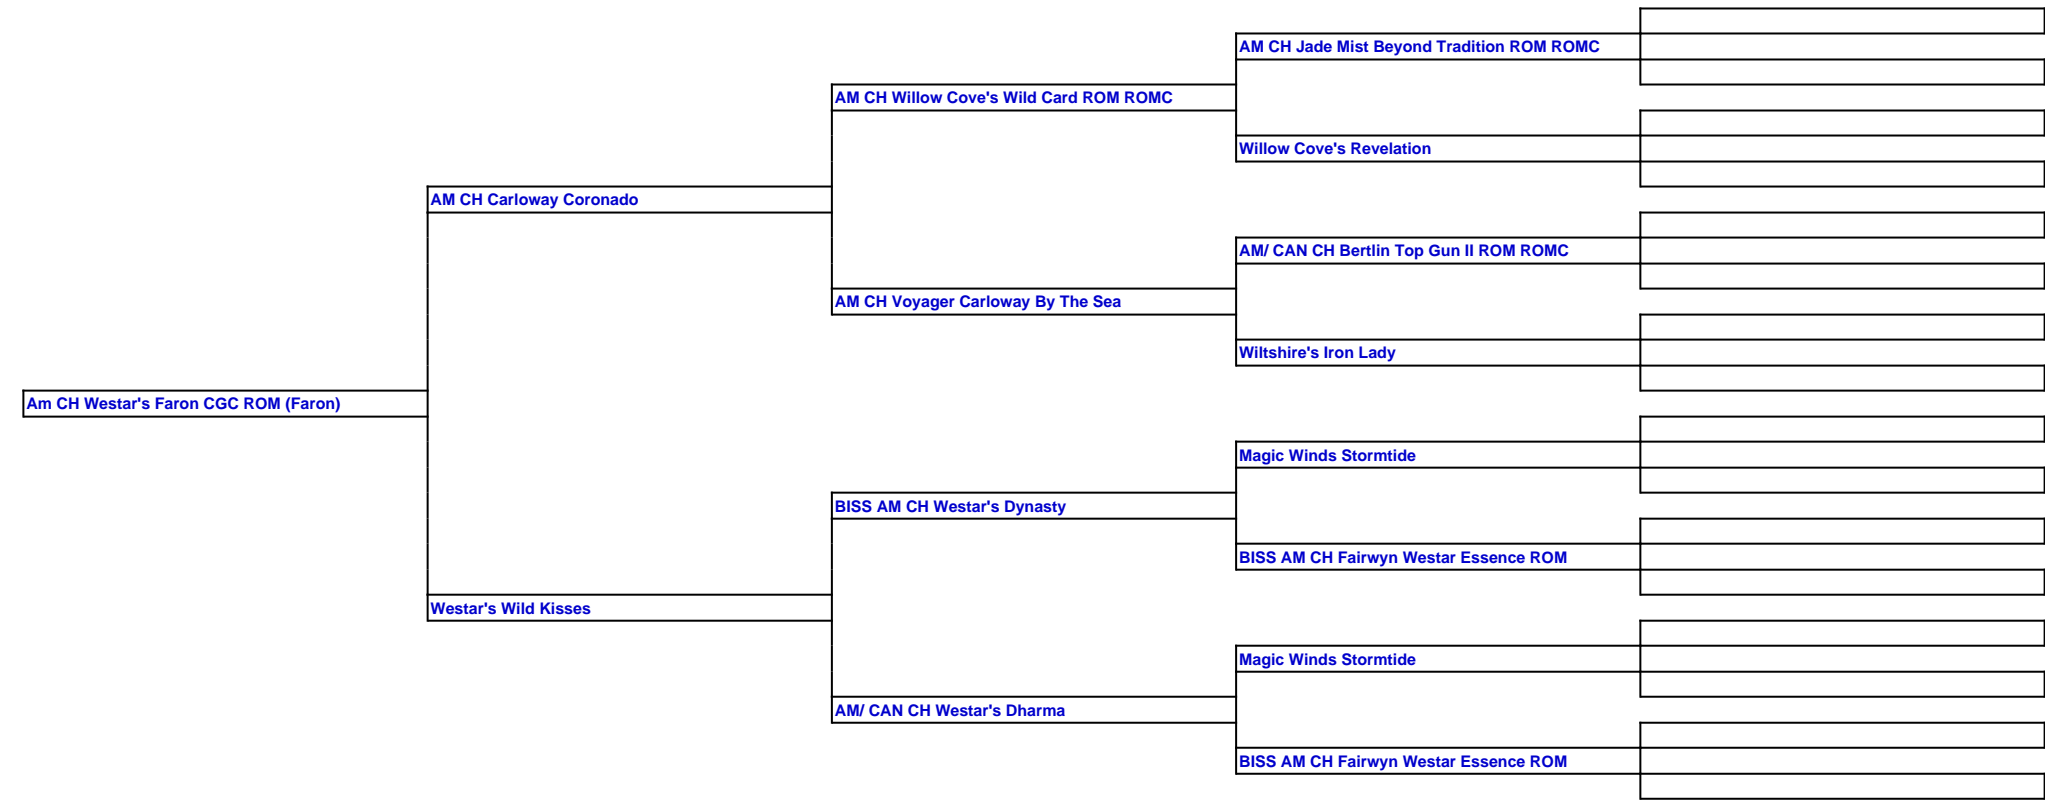 AM CH Jade Mist Beyond Tradition ROM ROMC
AM CH Willow Cove's Wild Card ROM ROMC
Willow Cove's Revelation
AM CH Carloway Coronado
AM/ CAN CH Bertlin Top Gun II ROM ROMC
AM CH Voyager Carloway By The Sea
Wiltshire's Iron Lady
Am CH Westar's Faron CGC ROM (Faron)
Magic Winds Stormtide
BISS AM CH Westar's Dynasty
BISS AM CH Fairwyn Westar Essence ROM
Westar's Wild Kisses
Magic Winds Stormtide
AM/ CAN CH Westar's Dharma
BISS AM CH Fairwyn Westar Essence ROM